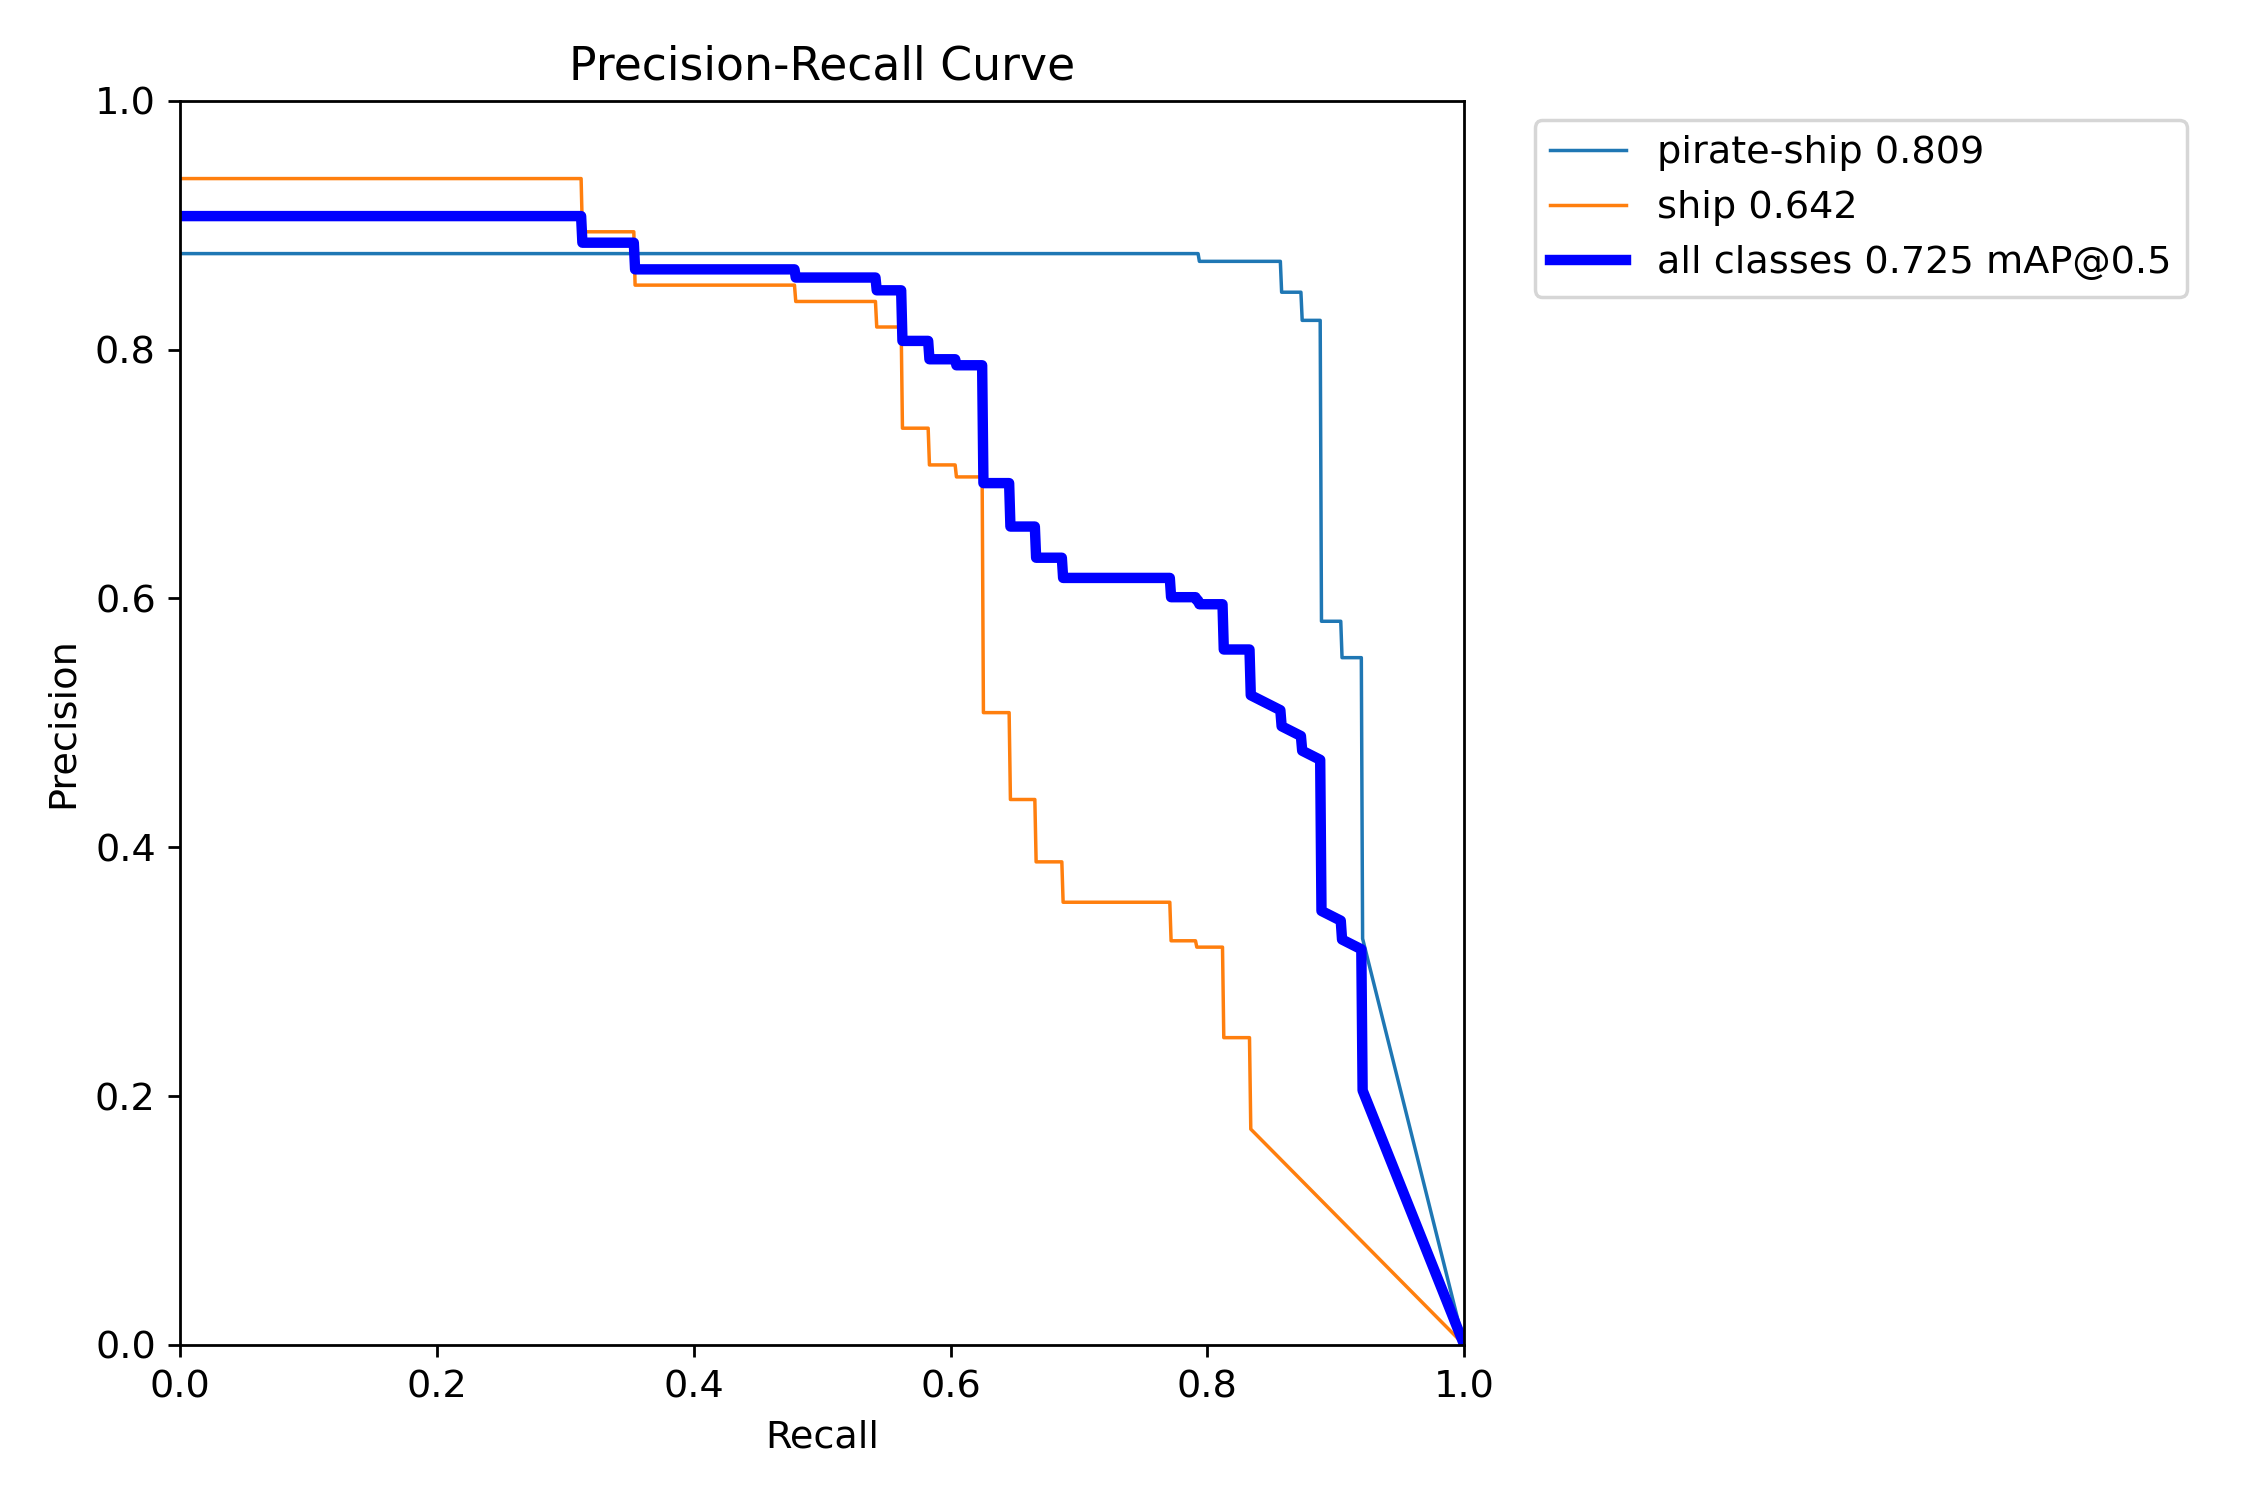 Precision-Recall Curve
1.0
0.8
0.6
0.4
0.2
0.0
Precision
0.0 0.2 0.4 0.6 0.8 1.0
Recall
pirate-ship 0.809
ship 0.642
all classes 0.725 mAP@0.5